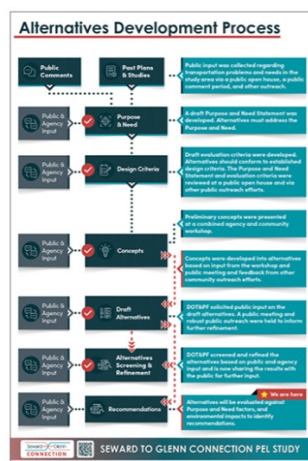 Alternatives Development Process
Public
Comments
Past Plans
& Studies
Public input was collected regarding
transportation problems and needs in the
study area via a public open house, a public
comment period, and other outreach.
Public &
Agency
Input
Purpose
& Need
A draft Purpose and Need Statement was
developed. Alternatives must address the
Purpose and Need.
Public &
Agency
Input
Design Criteria
Draft evaluation criteria were developed.
Alternatives should conform to established
design criteria. The Purpose and Need
Statement and evaluation criteria were
reviewed at a public open house and via
other public outreach efforts.
Preliminary concepts were presented
at a combined agency and community
workshop.
Public &
Agency
Input
Concepts
Concepts were developed into alternatives
based on input from the workshop and
public meeting and feedback from other
community outreach efforts.
Public &
Agency
Input
Draft
Alternatives
DOT&PF solicited public input on the
draft alternatives. A public meeting and
robust public outreach were held to inform
further refinement.
Public &
Agency
Input
Alternatives
Screening &
Refinement
DOT&PF screened and refined the
alternatives based on public and agency
input and is now sharing the results with
the public for further input.
We are here
Public &
Agency
Input
Recommendations
Alternatives will be evaluated against
Purpose and Need factors, and
environmental impacts to identify
recommendations.
Seward Glenn
CONNECTION
SEWARD TO GLENN CONNECTION PEL STUDY